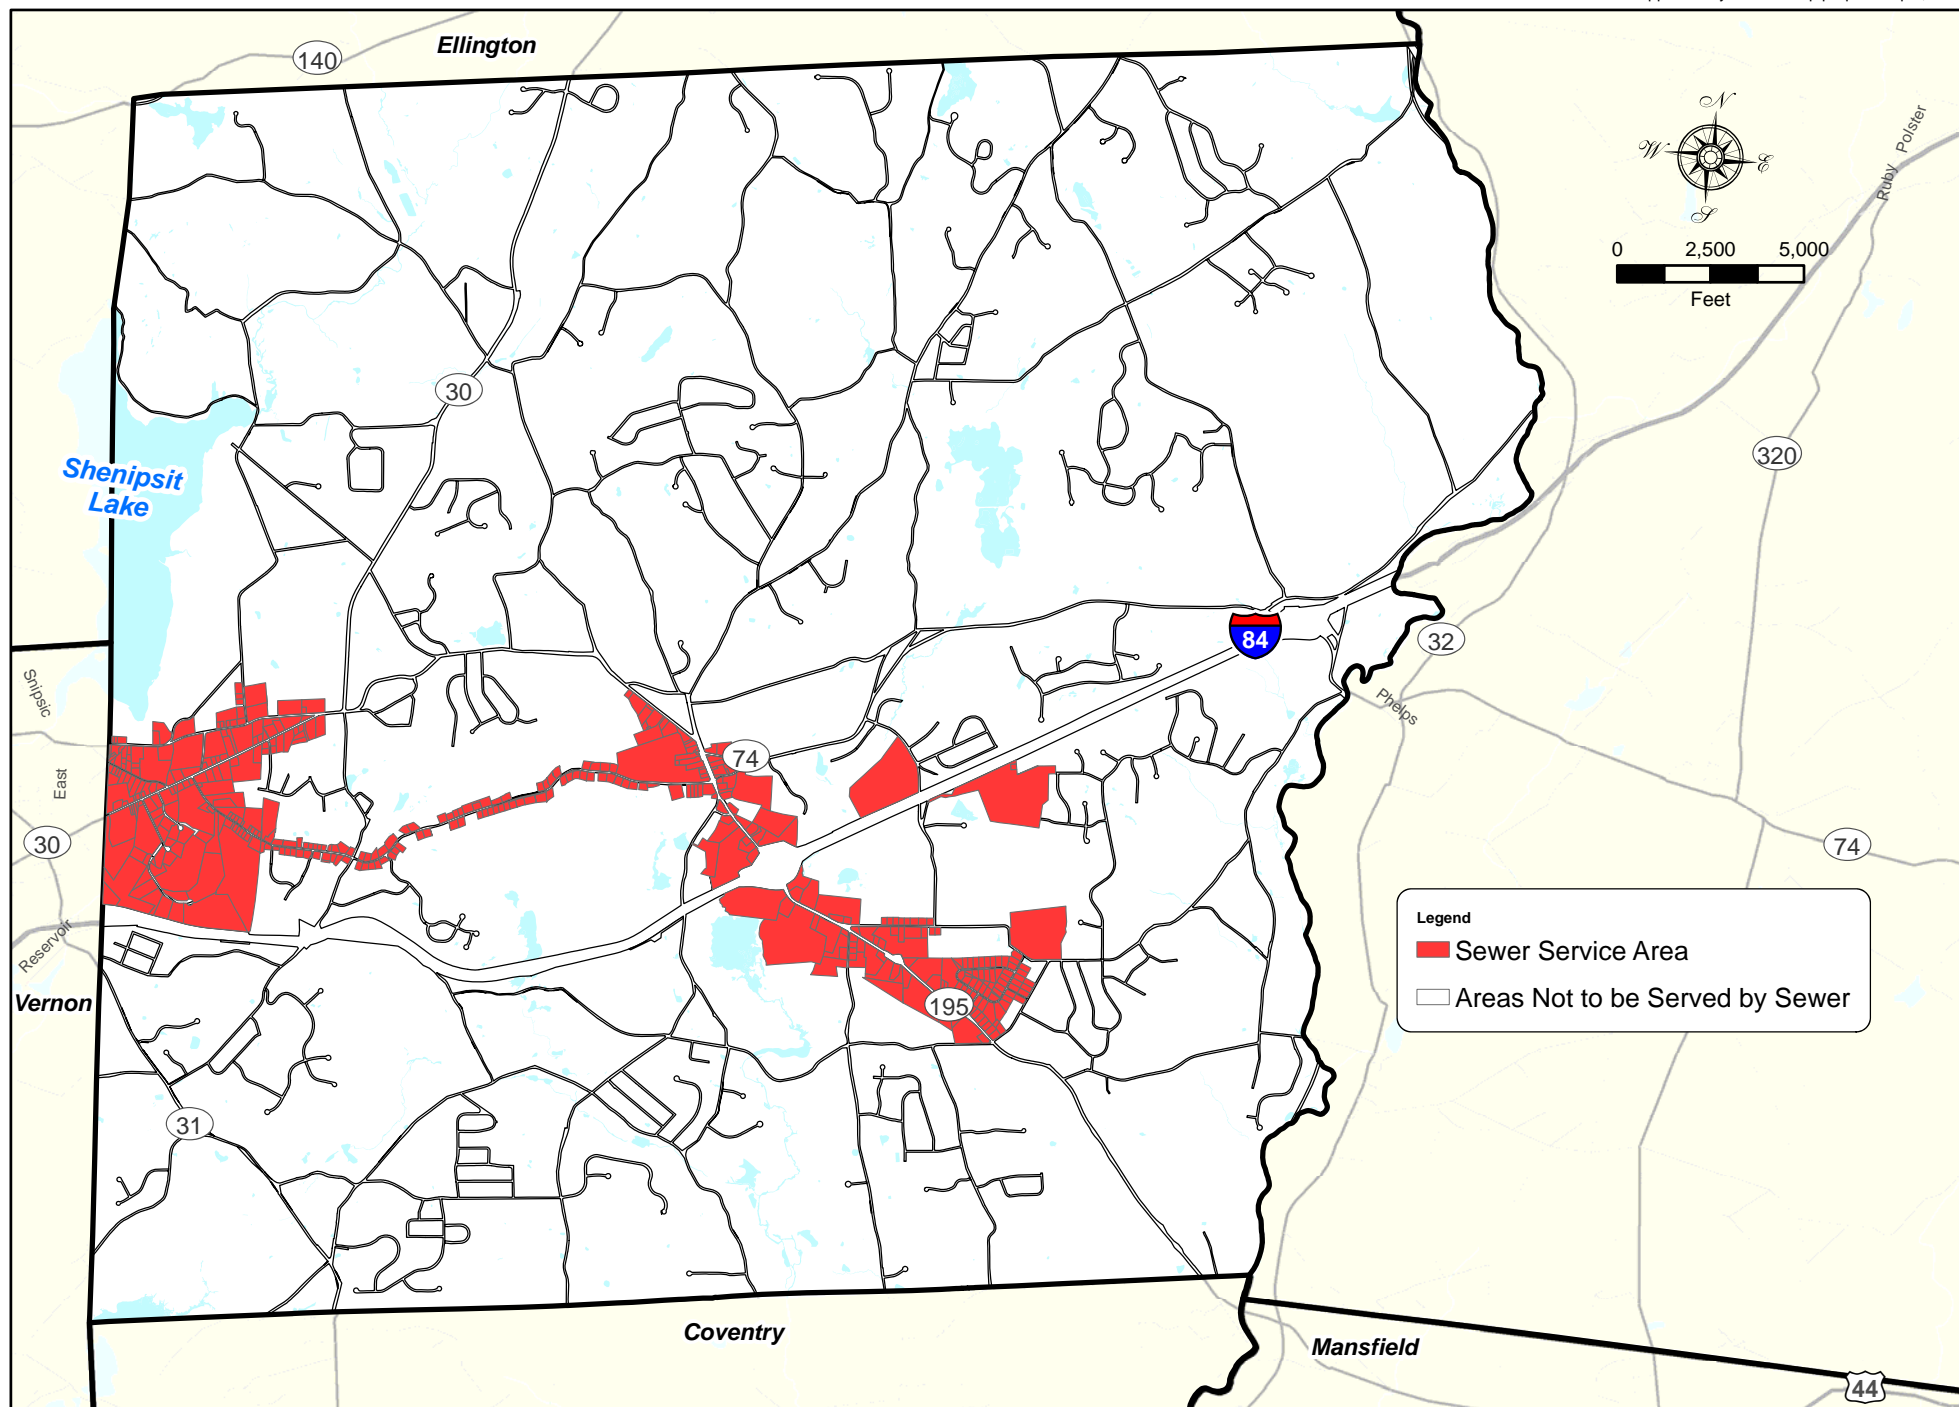 Ellington
140
N
W
E
S
Ruby Polster
0 2,500 5,000
Feet
30
320
Shenipsit
Lake
84
32
Snipsic
Phelps
74
East
30
74
Reservoir
Vernon
Legend
Sewer Service Area
Areas Not to be Served by Sewer
195
31
Coventry
Mansfield
44